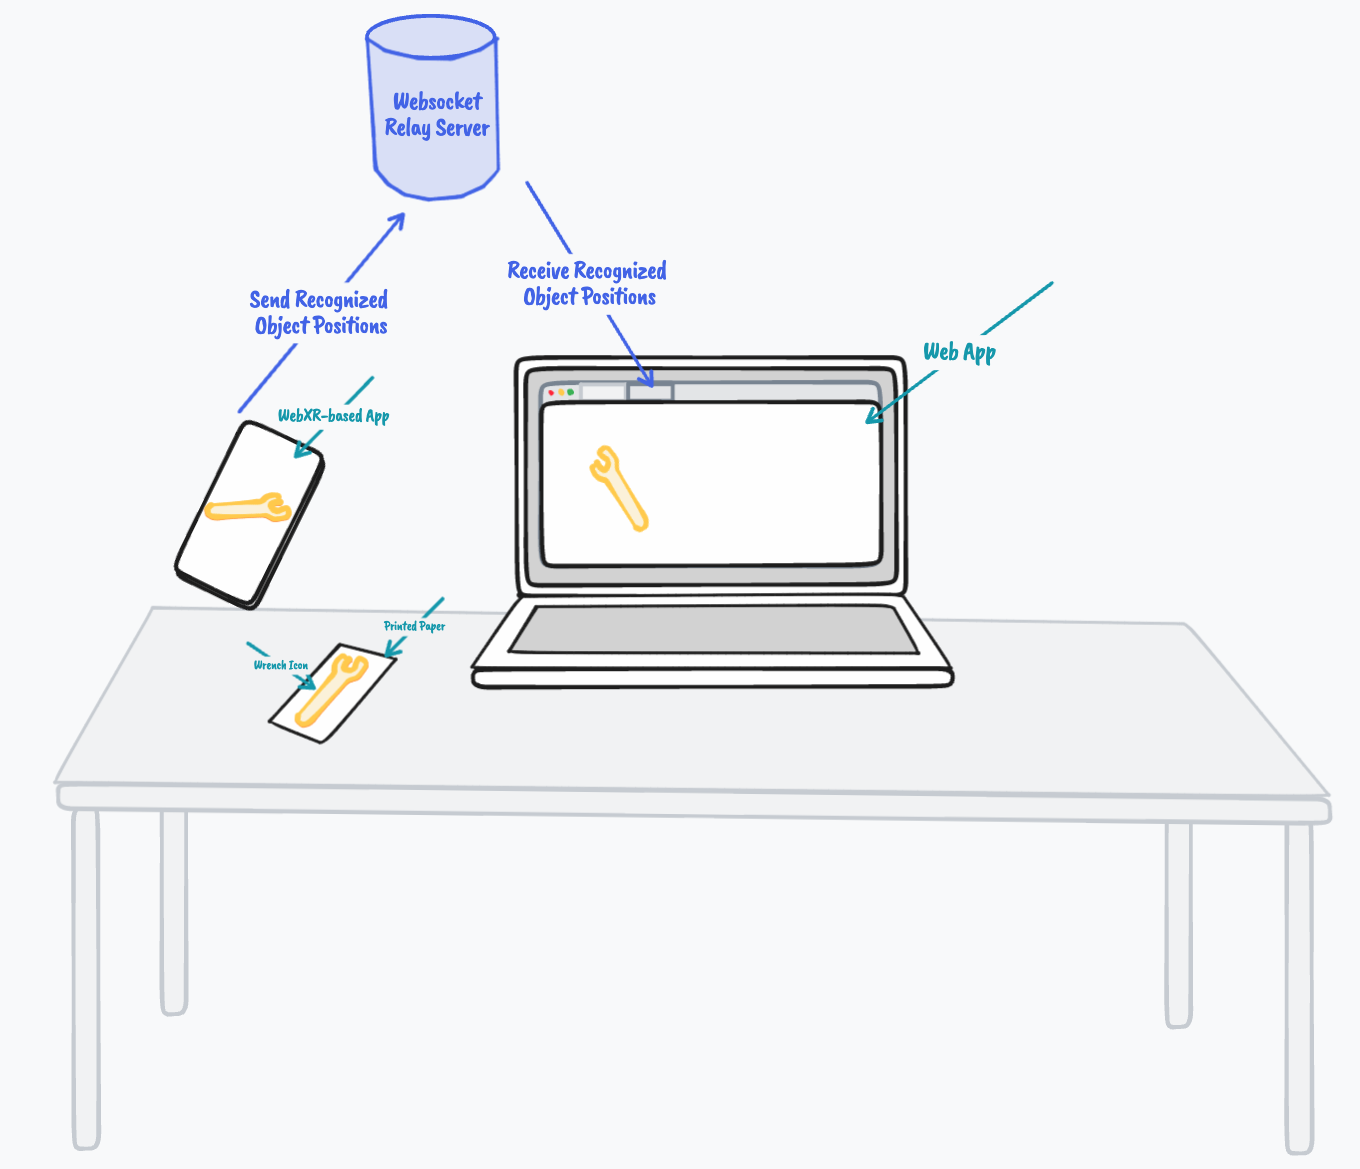 Websocket
Relay Server
Send Recognized
Object Positions
Receive Recognized
Object Positions
Web App
WebXR-based App
Printed Paper
Wrench Icon